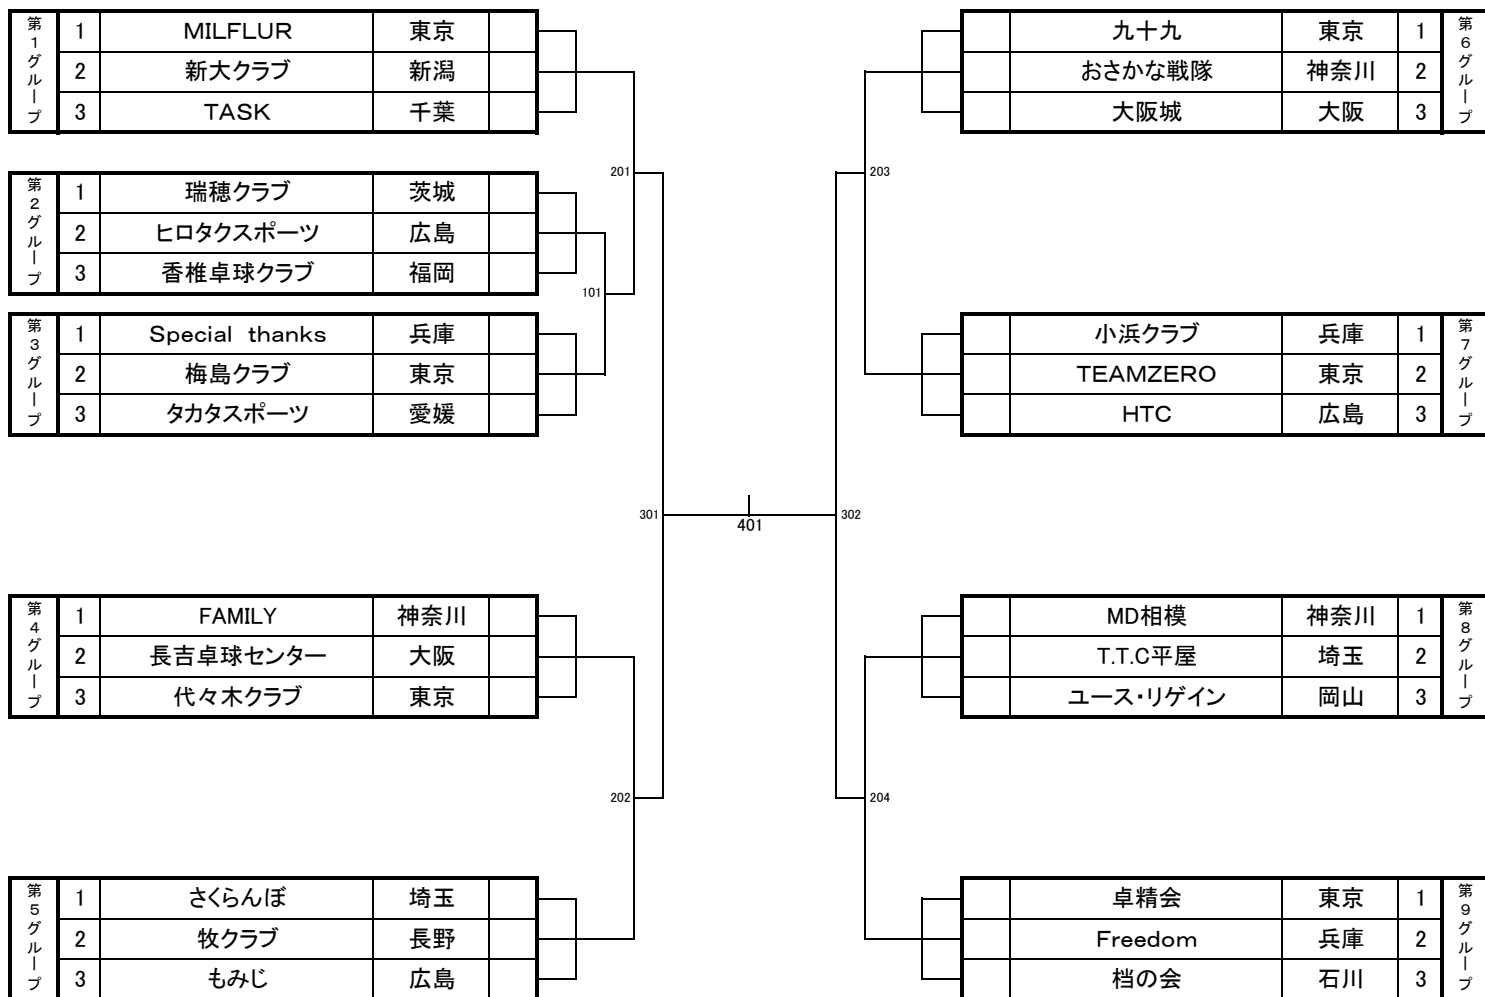 第1グループ
1 MILFLUR 東京
2 新大クラブ 新潟
3 TASK 千葉
第2グループ
1 瑞穂クラブ 茨城
2 ヒロタクスポーツ 広島
3 香椎卓球クラブ 福岡
第3グループ
1 Special thanks 兵庫
2 梅島クラブ 東京
3 タカタスポーツ 愛媛
第4グループ
1 FAMILY 神奈川
2 長吉卓球センター 大阪
3 代々木クラブ 東京
第5グループ
1 さくらんぼ 埼玉
2 牧クラブ 長野
3 もみじ 広島
201
101
301
202
401
203
302
204
九十九 東京 1
おさかな戦隊 神奈川 2
大阪城 大阪 3
第6グループ
小浜クラブ 兵庫 1
TEAMZERO 東京 2
HTC 広島 3
第7グループ
MD相模 神奈川 1
T.T.C平屋 埼玉 2
ユース・リゲイン 岡山 3
第8グループ
卓精会 東京 1
Freedom 兵庫 2
档の会 石川 3
第9グループ